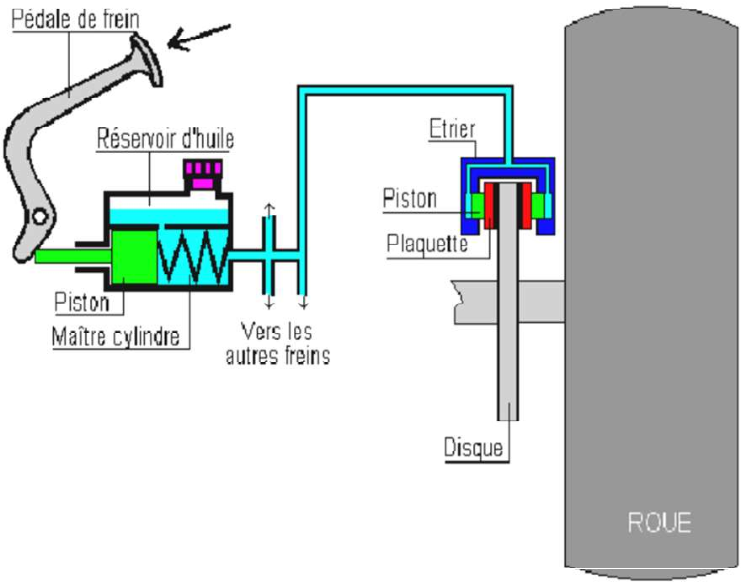 Pédale de frein
Réservoir d'huile
Etrier
Piston
Plaquette
Piston
Maître cylindre
Vers les
autres freins
Disque
ROUE